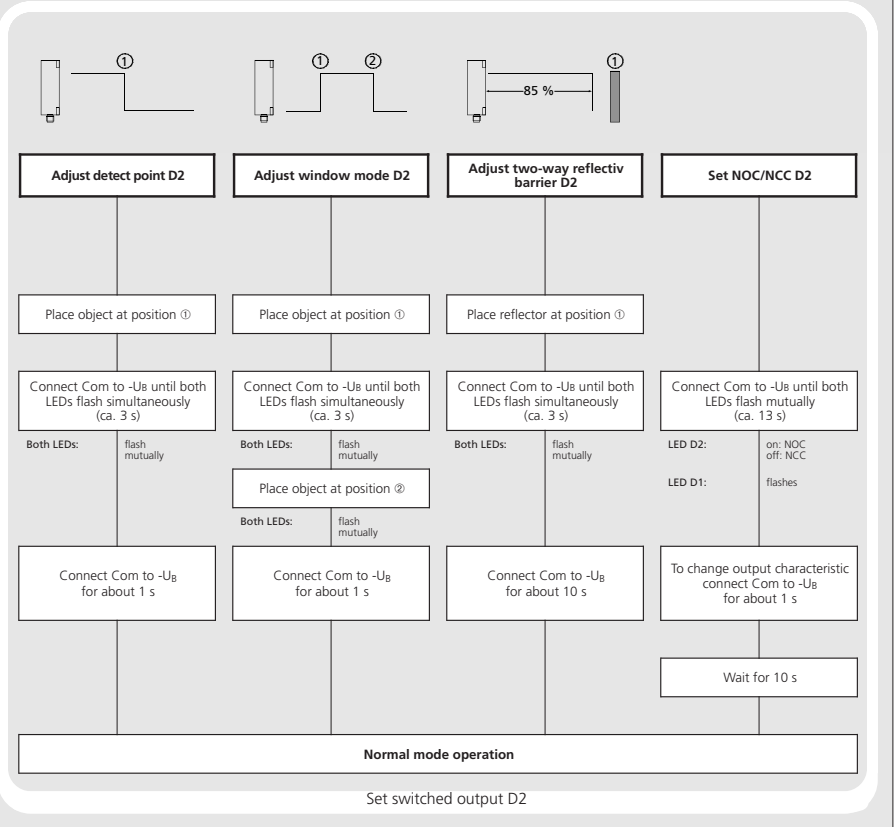 ① ① ② ①
85 %
Adjust detect point D2
Adjust window mode D2
Adjust two-way reflectiv
barrier D2
Set NOC/NCC D2
Place object at position ①
Place object at position ①
Place reflector at position ①
Connect Com to -UB until both
LEDs flash simultaneously
(ca. 3 s)
Connect Com to -UB until both
LEDs flash simultaneously
(ca. 3 s)
Connect Com to -UB until both
LEDs flash simultaneously
(ca. 3 s)
Connect Com to -UB until both
LEDs flash mutually
(ca. 13 s)
Both LEDs: flash
mutually
Both LEDs: flash
mutually
Both LEDs: flash
mutually
LED D2: on: NOC
off: NCC
LED D1: flashes
Place object at position ②
Both LEDs: flash
mutually
Connect Com to -UB
for about 1 s
Connect Com to -UB
for about 1 s
Connect Com to -UB
for about 10 s
To change output characteristic
connect Com to -UB
for about 1 s
Wait for 10 s
Normal mode operation
Set switched output D2